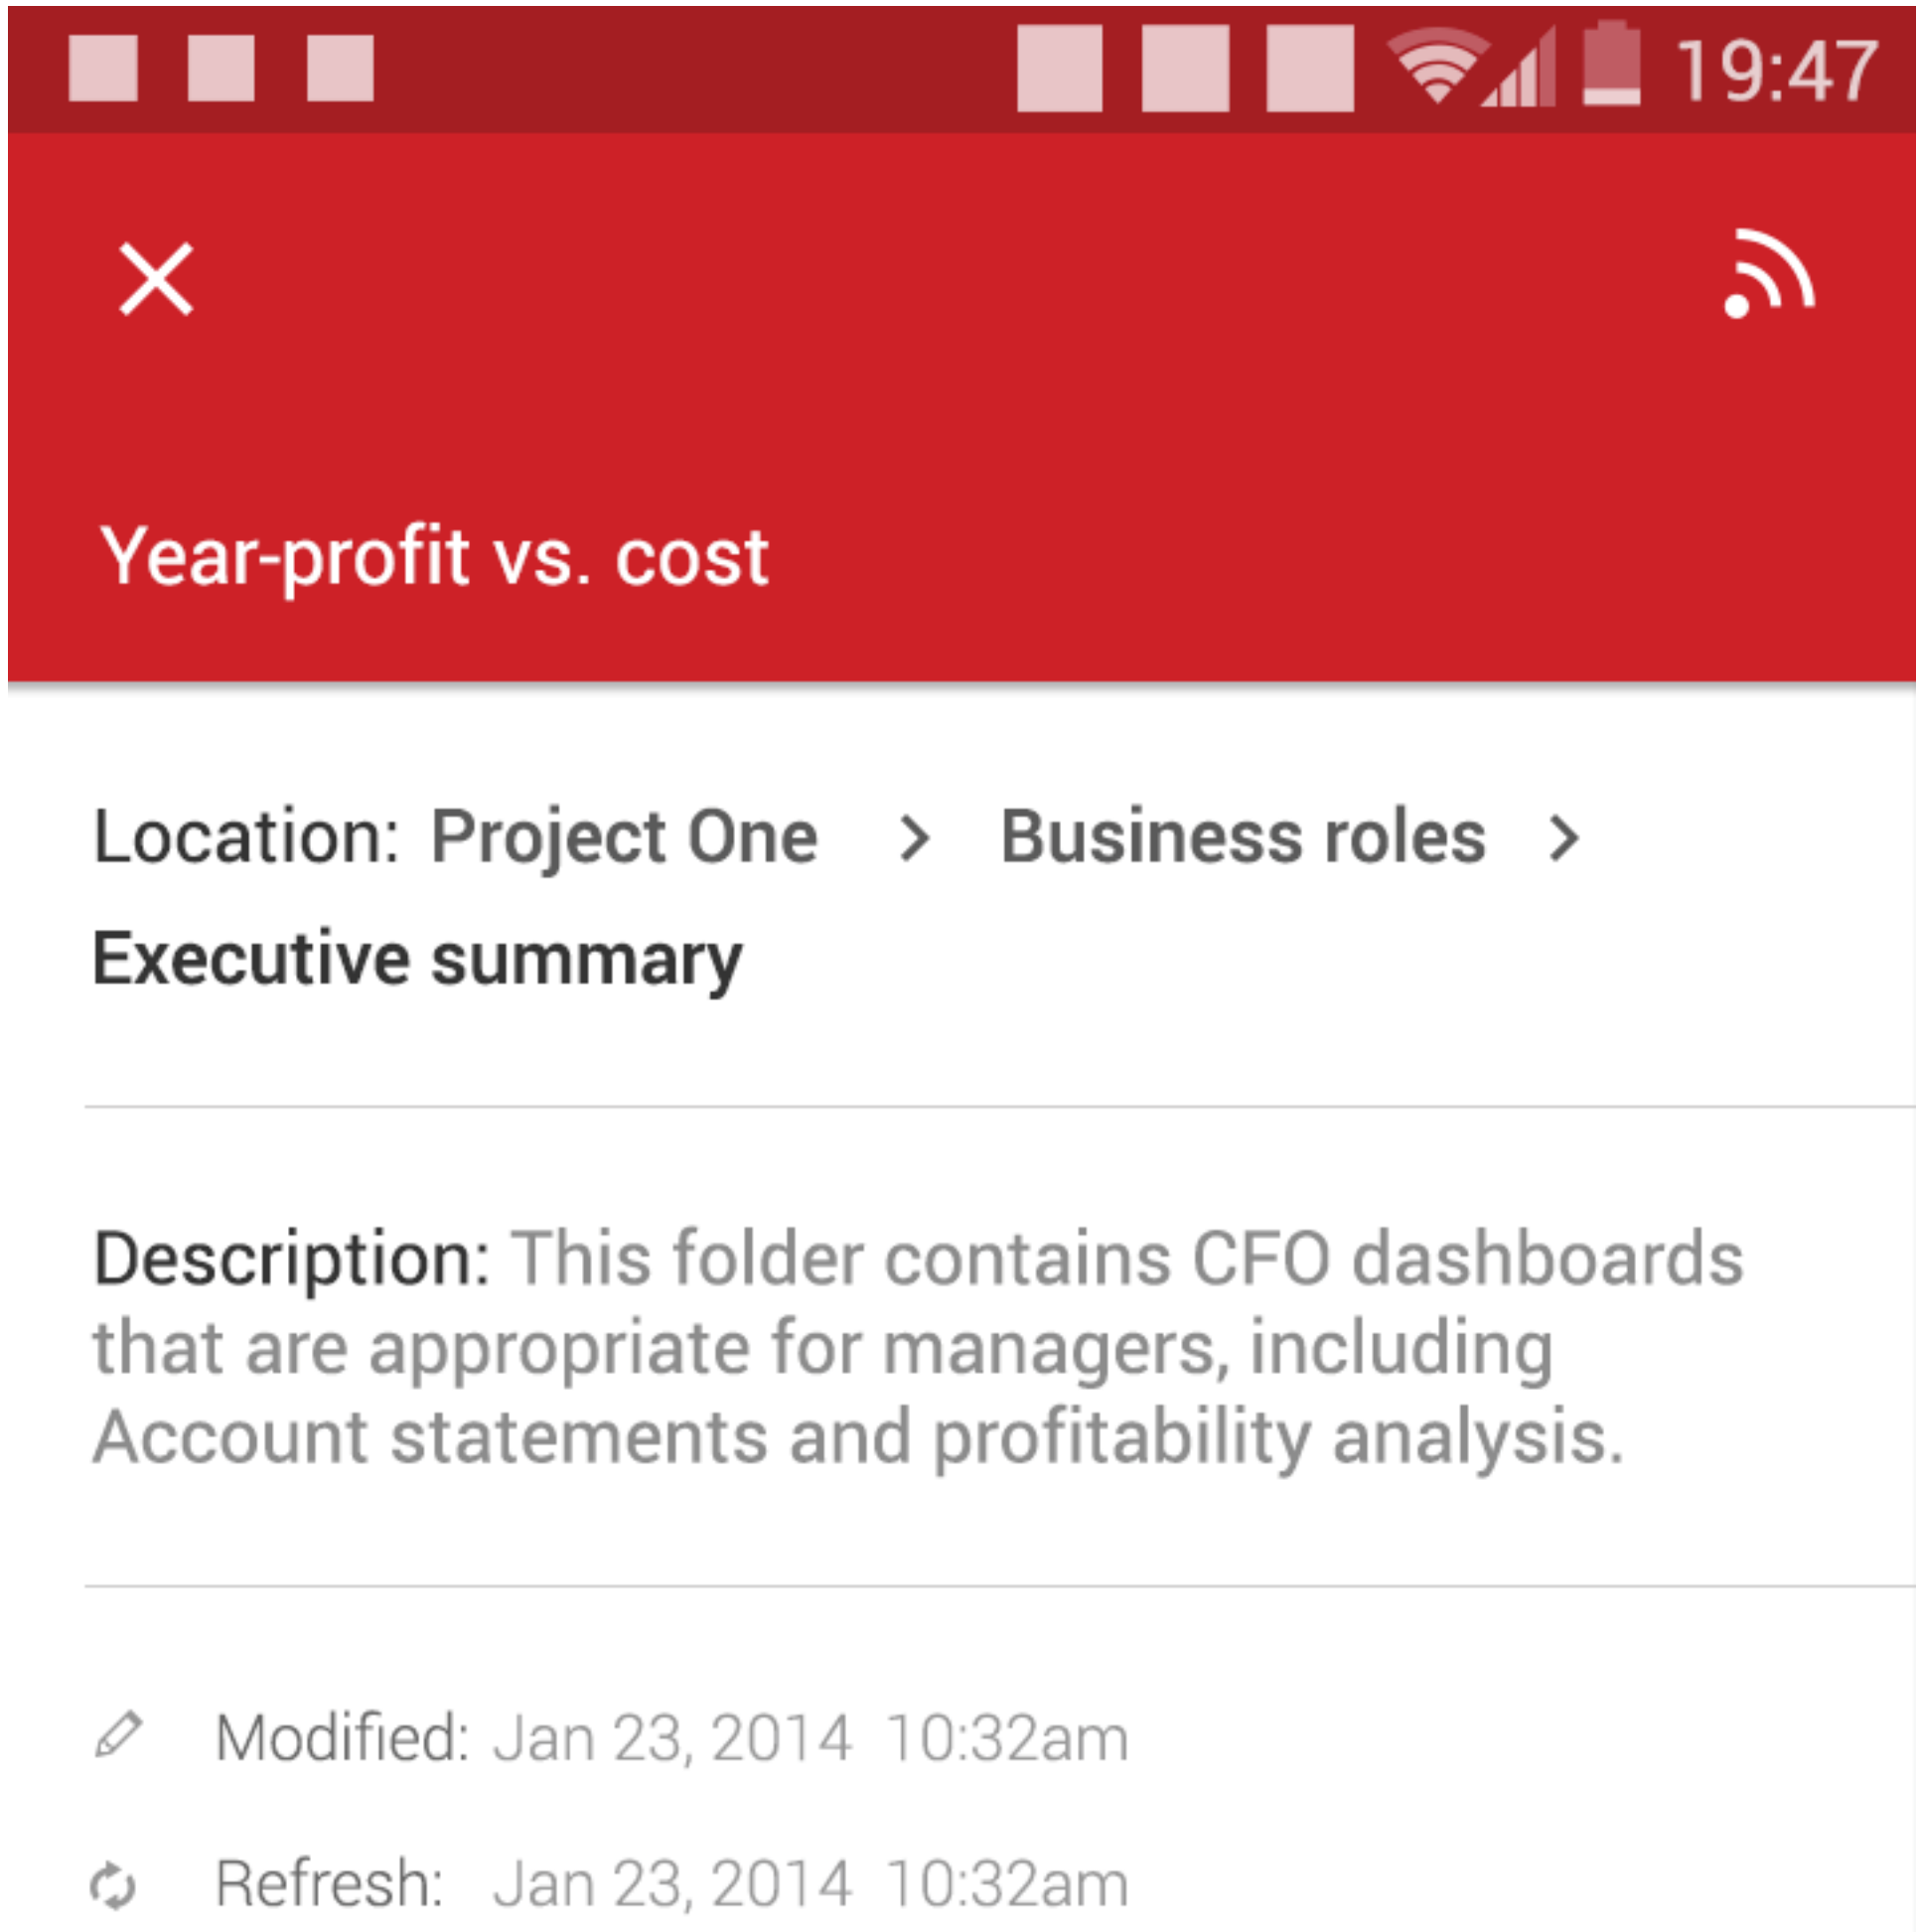 19:47
Year-profit vs. cost
Location: Project One > Business roles >
Executive summary
Description: This folder contains CFO dashboards
that are appropriate for managers, including
Account statements and profitability analysis.
Modified: Jan 23, 2014 10:32am
Refresh: Jan 23, 2014 10:32am